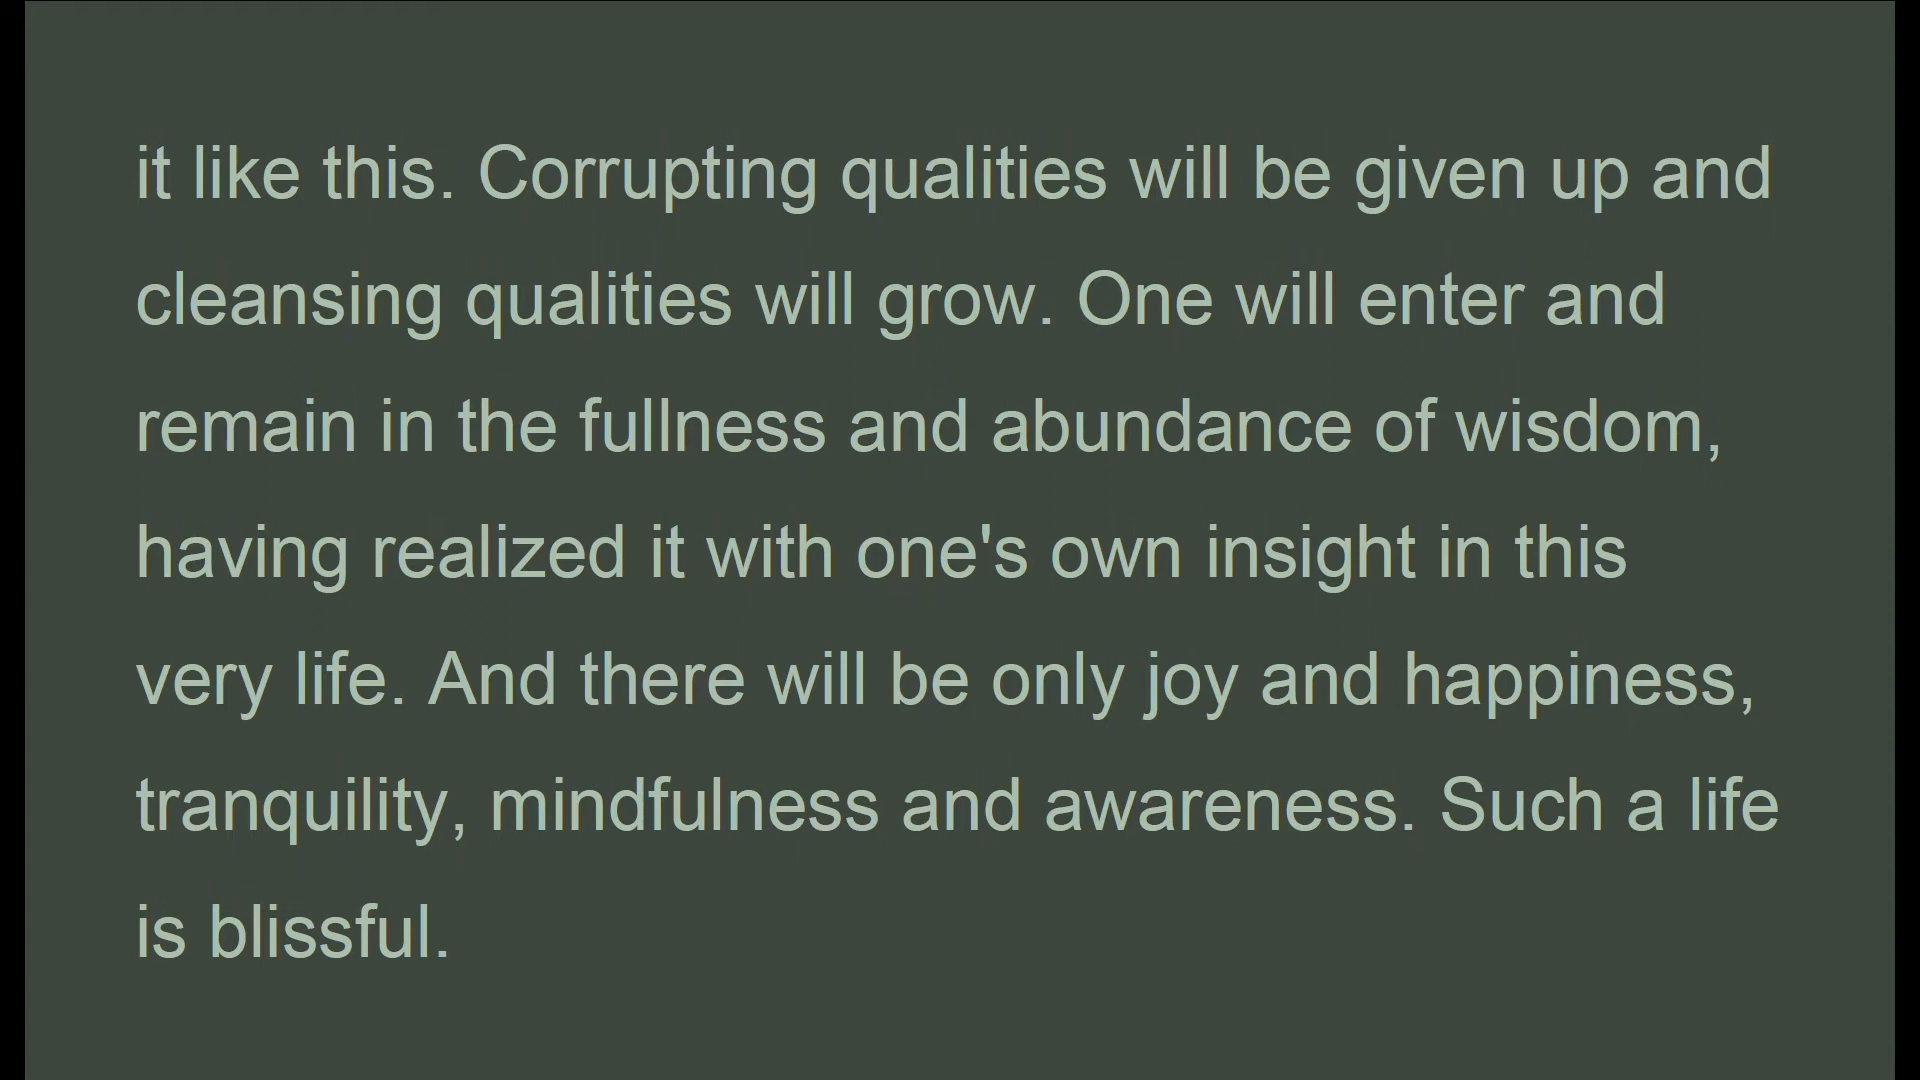 it like this. Corrupting qualities will be given up and
cleansing qualities will grow. One will enter and
remain in the fullness and abundance of wisdom,
having realized it with one's own insight in this
very life. And there will be only joy and happiness,
tranquility, mindfulness and awareness. Such a life
is blissful.